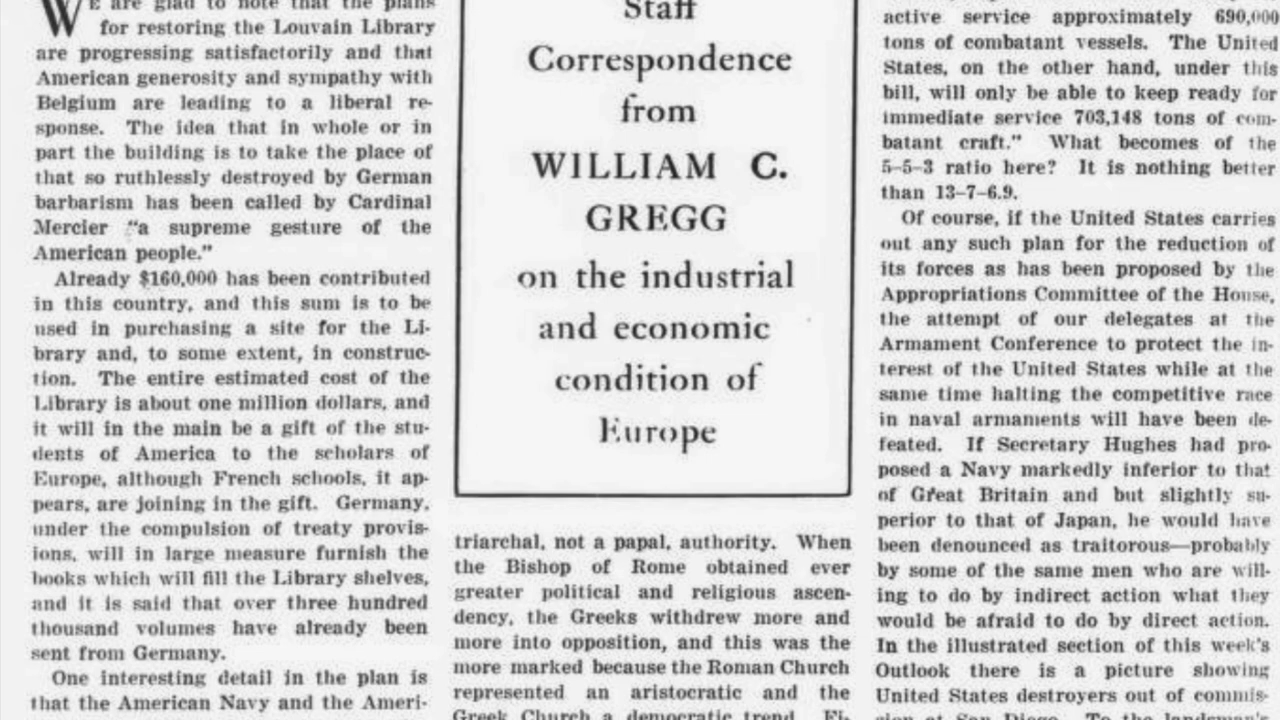 WE are glad to note that the plans
for restoring the Louvain Library
are progressing satisfactorily and that
American generosity and sympathy with
Belgium are leading to a liberal re-
sponse. The idea that in whole or in
part the building is to take the place of
that so ruthlessly destroyed by German
barbarism has been called by Cardinal
Mercier "a supreme gesture of the
American people."
Already $160,000 has been contributed
in this country, and this sum is to be
used in purchasing a site for the Li-
brary and, to some extent, in construc-
tion. The entire estimated cost of the
Library is about one million dollars, and
it will in the main be a gift of the stu-
dents of America to the scholars of
Europe, although French schools, it ap-
pears, are joining in the gift. Germany,
under the compulsion of treaty provis-
ions, will in large measure furnish the
books which will fill the Library shelves,
and it is said that over three hundred
thousand volumes have already been
sent from Germany.
One interesting detail in the plan is
that the American Navy and the Ameri-
Staff
Correspondence
from
WILLIAM C.
GREGG
on the industrial
and economic
condition of
Europe
triarchal, not a papal, authority. When
the Bishop of Rome obtained ever
greater political and religious ascen-
dency, the Greeks withdrew more and
more into opposition, and this was the
more marked because the Roman Church
represented an aristocratic and the
Greek Church a democratic trend.
active service approximately 690,000
tons of combatant vessels. The United
States, on the other hand, under this
bill, will only be able to keep ready for
immediate service 703,148 tons of com-
batant craft." What becomes of the
5-5-3 ratio here? It is nothing better
than 13-7-6.9.
Of course, if the United States carries
out any such plan for the reduction of
its forces as has been proposed by the
Appropriations Committee of the House,
the attempt of our delegates at the
Armament Conference to protect the in-
terest of the United States while at the
same time halting the competitive race
in naval armaments will have been de-
feated. If Secretary Hughes had pro-
posed a Navy markedly inferior to that
of Great Britain and but slightly su-
perior to that of Japan, he would have
been denounced as traitorous—probably
by some of the same men who are will-
ing to do by indirect action what they
would be afraid to do by direct action.
In the illustrated section of this week's
Outlook there is a picture showing
United States destroyers out of commis-
sion at San Diego. To the landsman's